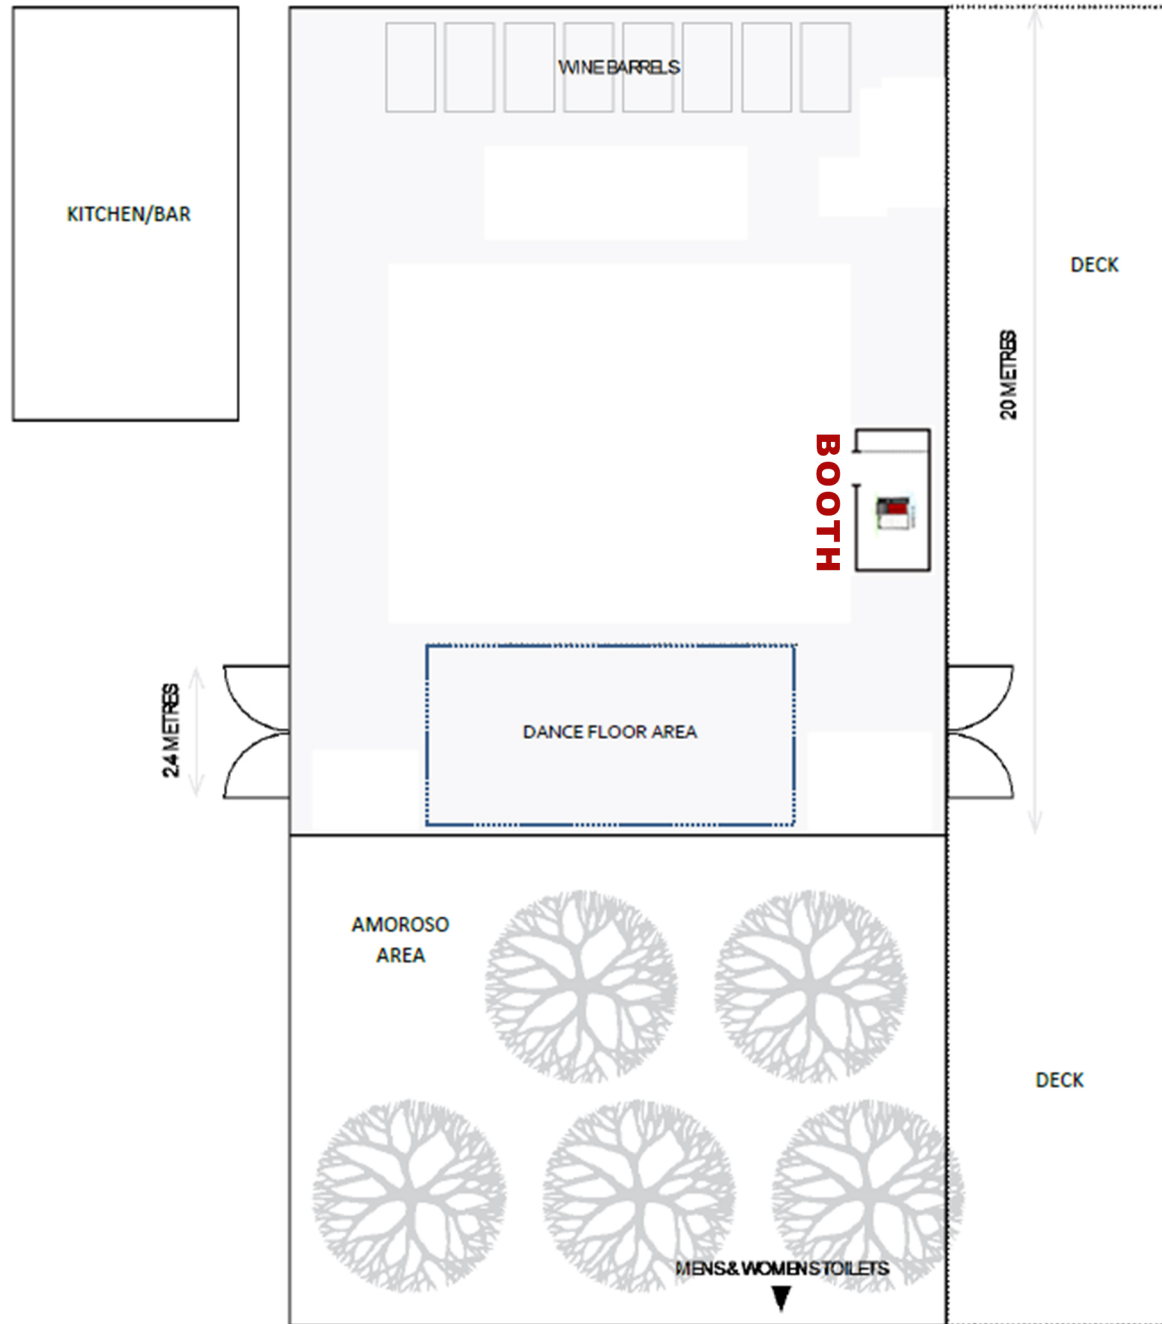 WINE BARRELS
KITCHEN/BAR
DECK
20 METRES
BOOTH
2.4 METRES
DANCE FLOOR AREA
AMOROSO
AREA
DECK
MENS & WOMENS TOILETS